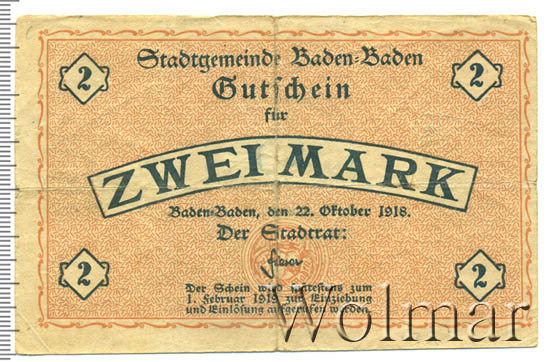 Stadtgemeinde Baden-Baden
2 2
Gutschein
für
ZWEI MARK
Baden-Baden, den 22. Oktober 1918.
Der Stadtrat:
2 2
Der Schein wird spätestens zum
1. Februar 1919 zur Einziehung
und Einlösung aufgerufen werden.
Wolmar